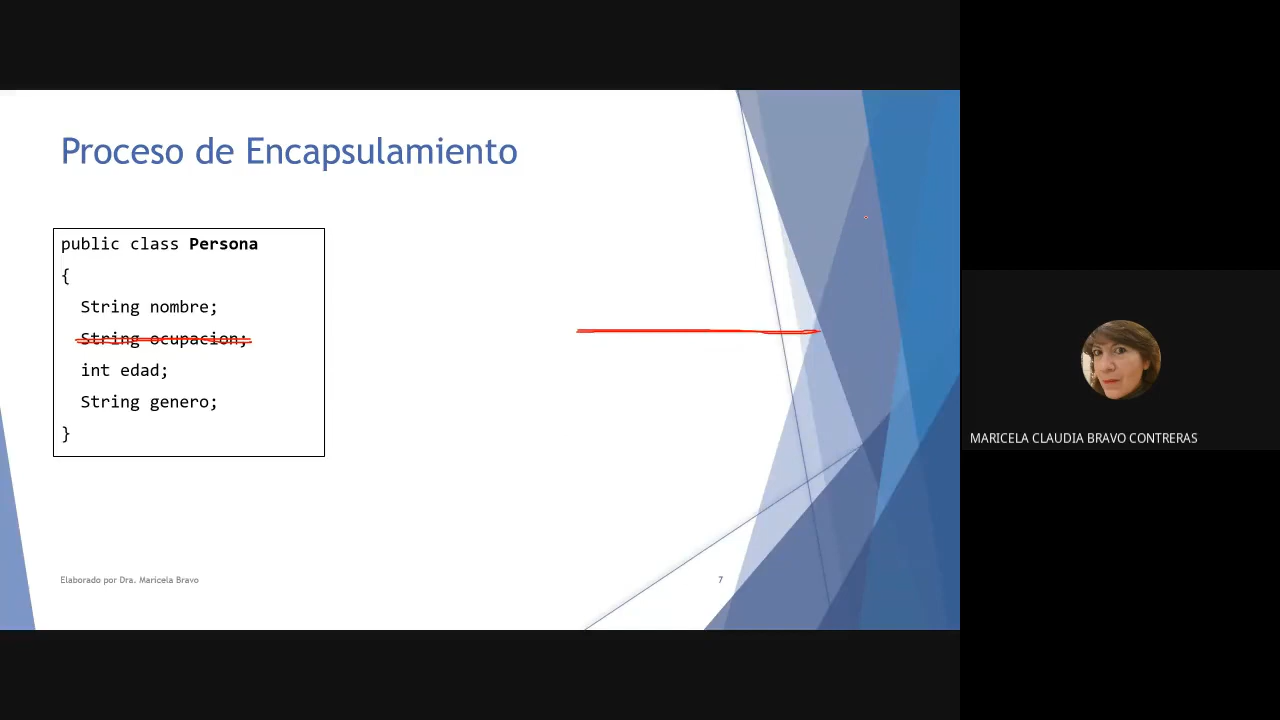 Proceso de Encapsulamiento
public class Persona
{
String nombre;
String ocupacion;
int edad;
String genero;
}
Elaborado por Dra. Maricela Bravo
7
MARICELA CLAUDIA BRAVO CONTRERAS